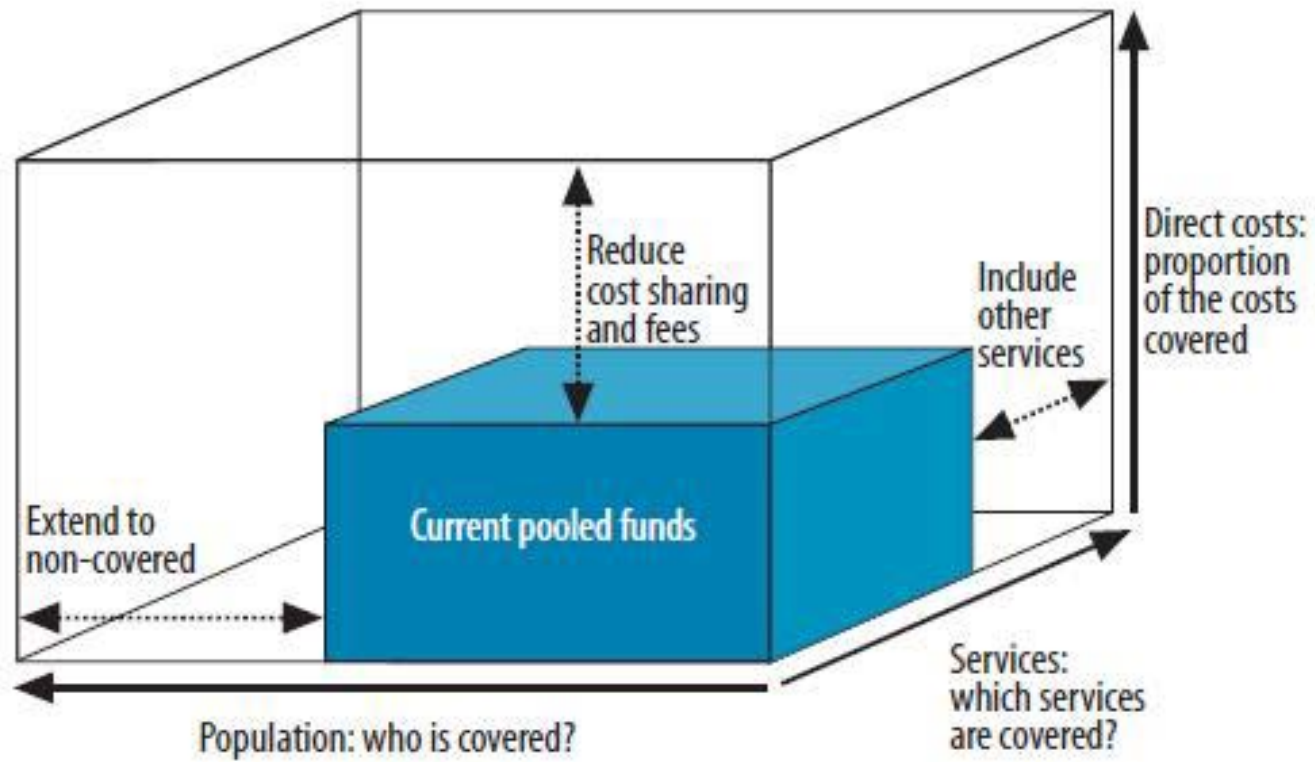 Reduce
cost sharing
and fees
Include
other
services
Direct costs:
proportion
of the costs
covered
Extend to
non-covered
Current pooled funds
Services:
which services
are covered?
Population: who is covered?